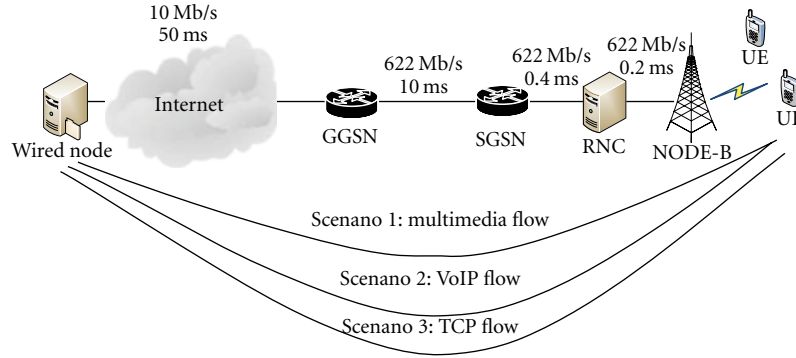 10 Mb/s
50 ms
Internet
Wired node
622 Mb/s
10 ms
GGSN
SGSN
622 Mb/s
0.4 ms
RNC
622 Mb/s
0.2 ms
NODE-B
UE
UE
Scenano 1: multimedia flow
Scenano 2: VoIP flow
Scenano 3: TCP flow